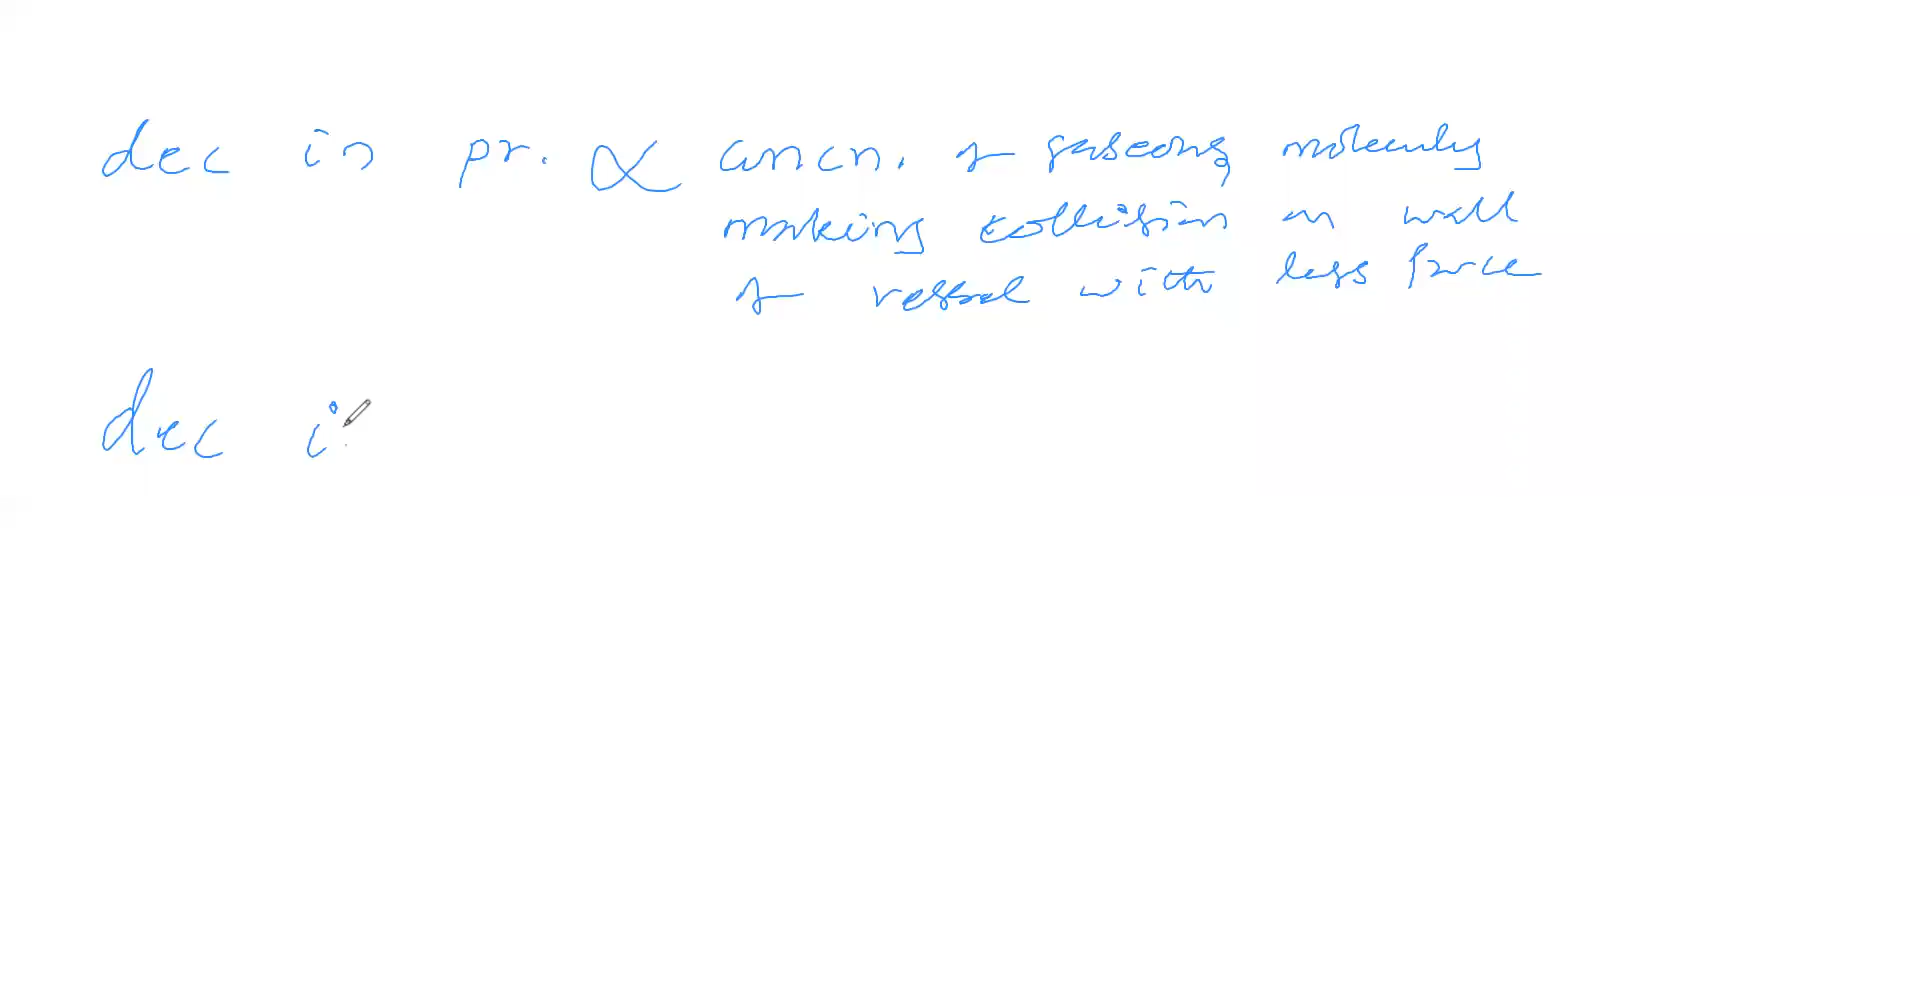 dec in pr. ∝ concn. of gaseous molecules
making collision on wall
of vessel with less force
dec i